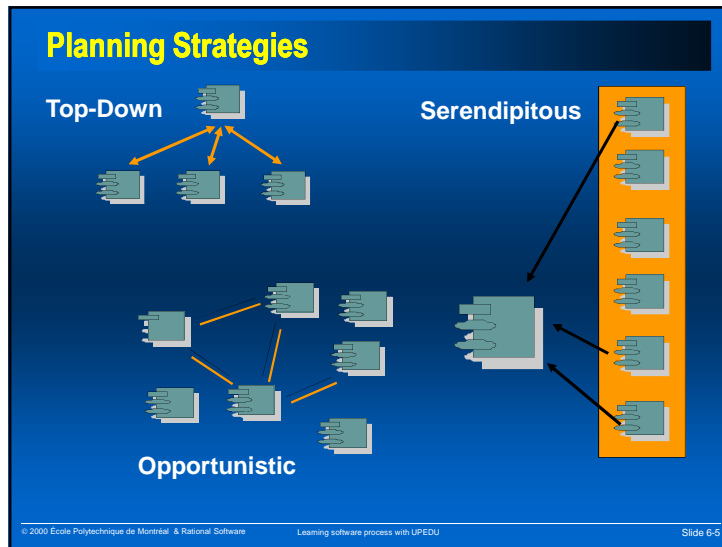 Planning Strategies
Top-Down
Serendipitous
Opportunistic
© 2000 École Polytechnique de Montréal & Rational Software
Learning software process with UPEDU
Slide 6-5